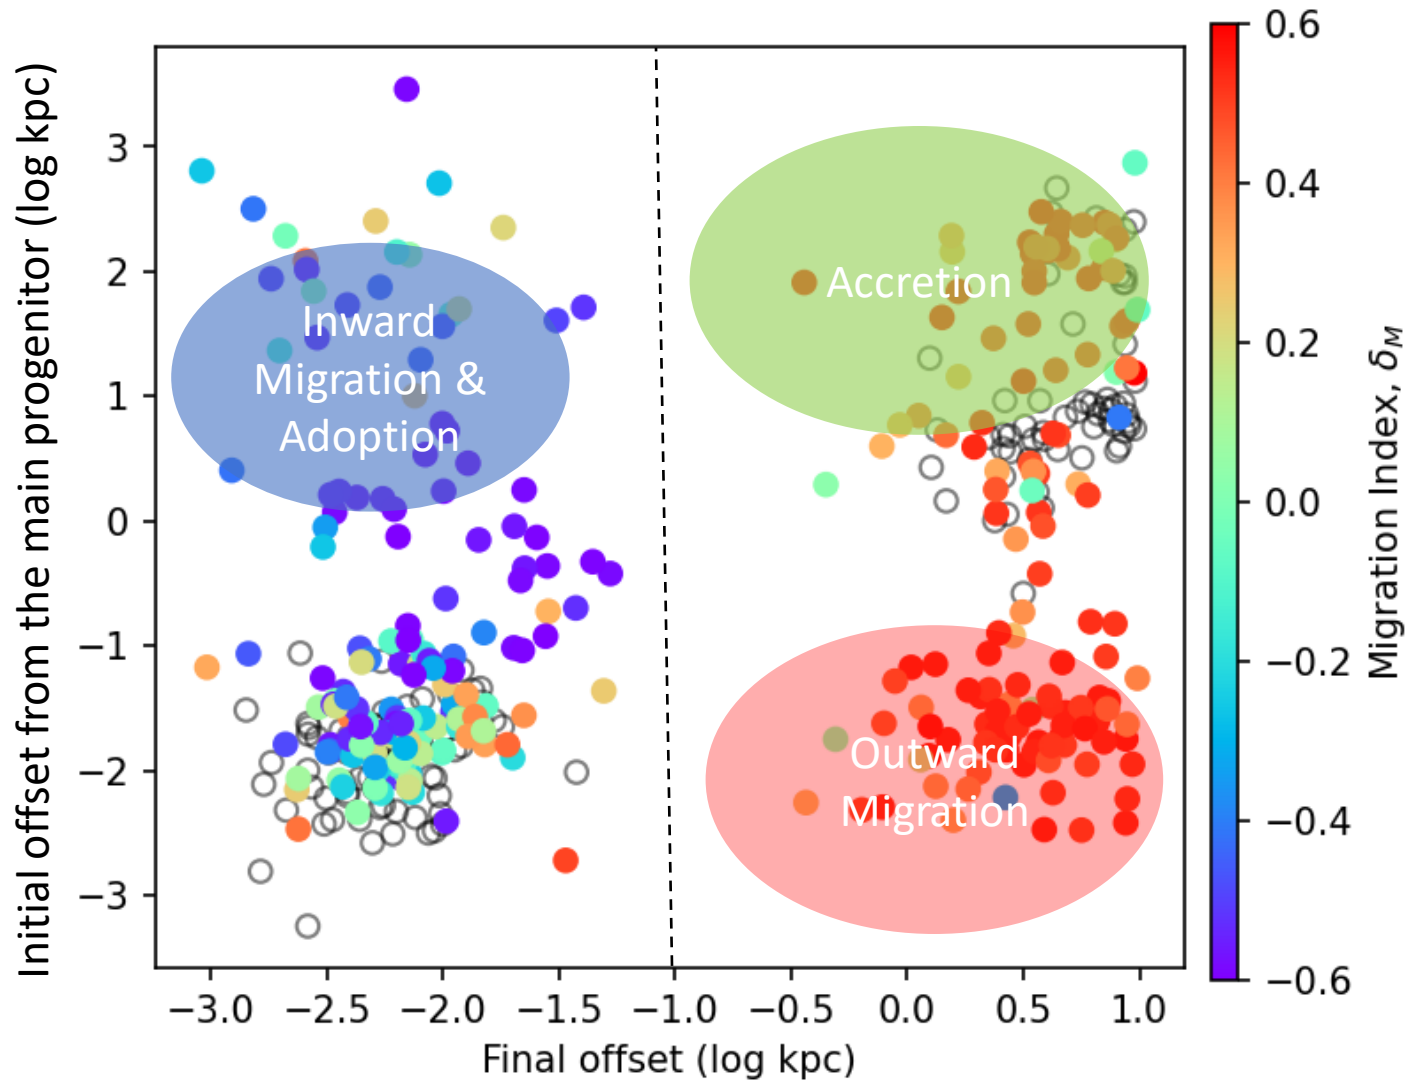 Initial offset from the main progenitor (log kpc)
3
2
1
0
−1
−2
−3
Inward
Migration &
Adoption
Accretion
Outward
Migration
−3.0
−2.5
−2.0
−1.5
−1.0
−0.5
0.0
0.5
1.0
Final offset (log kpc)
0.6
0.4
0.2
0.0
−0.2
−0.4
−0.6
Migration Index, δM